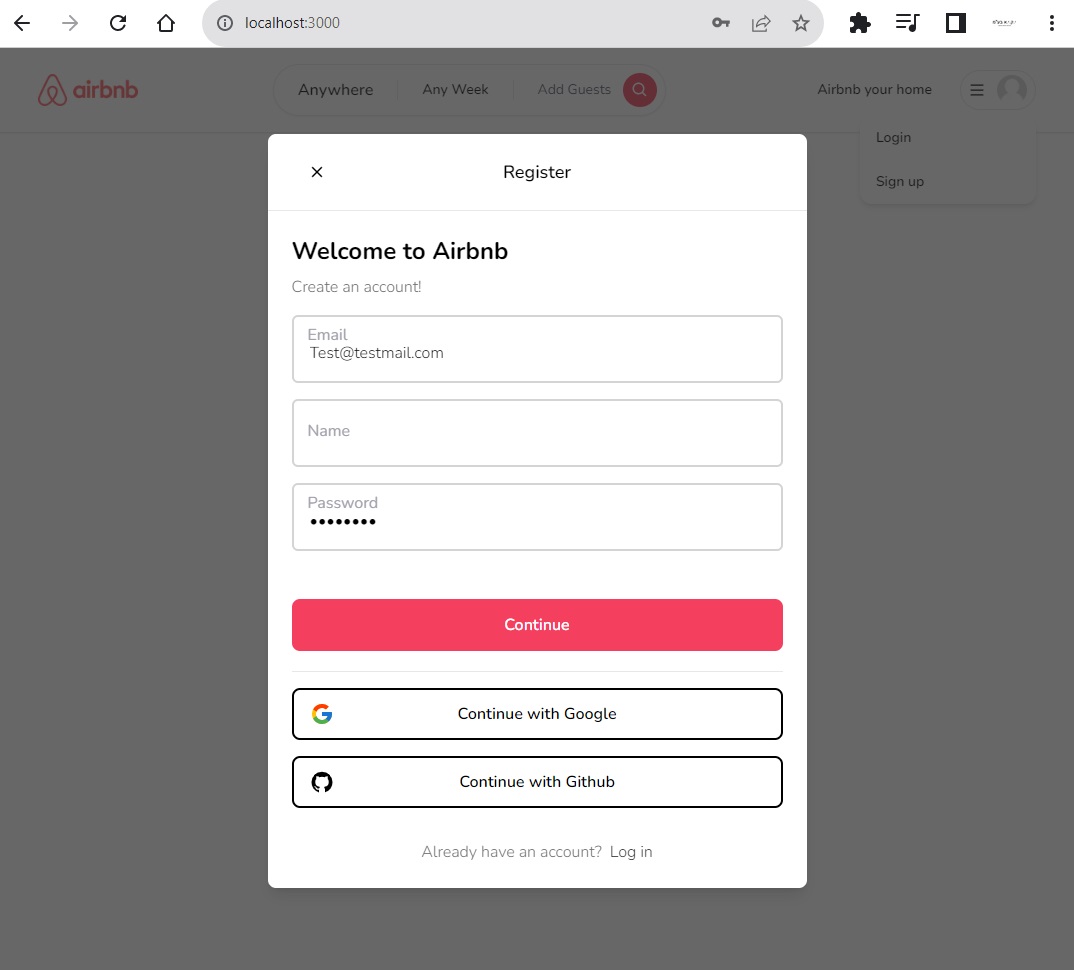 localhost:3000
airbnb
Anywhere
Any Week
Add Guests
Airbnb your home
Login
Sign up
Register
Welcome to Airbnb
Create an account!
Email
Test@testmail.com
Name
Password
••••••••
Continue
Continue with Google
Continue with Github
Already have an account? Log in